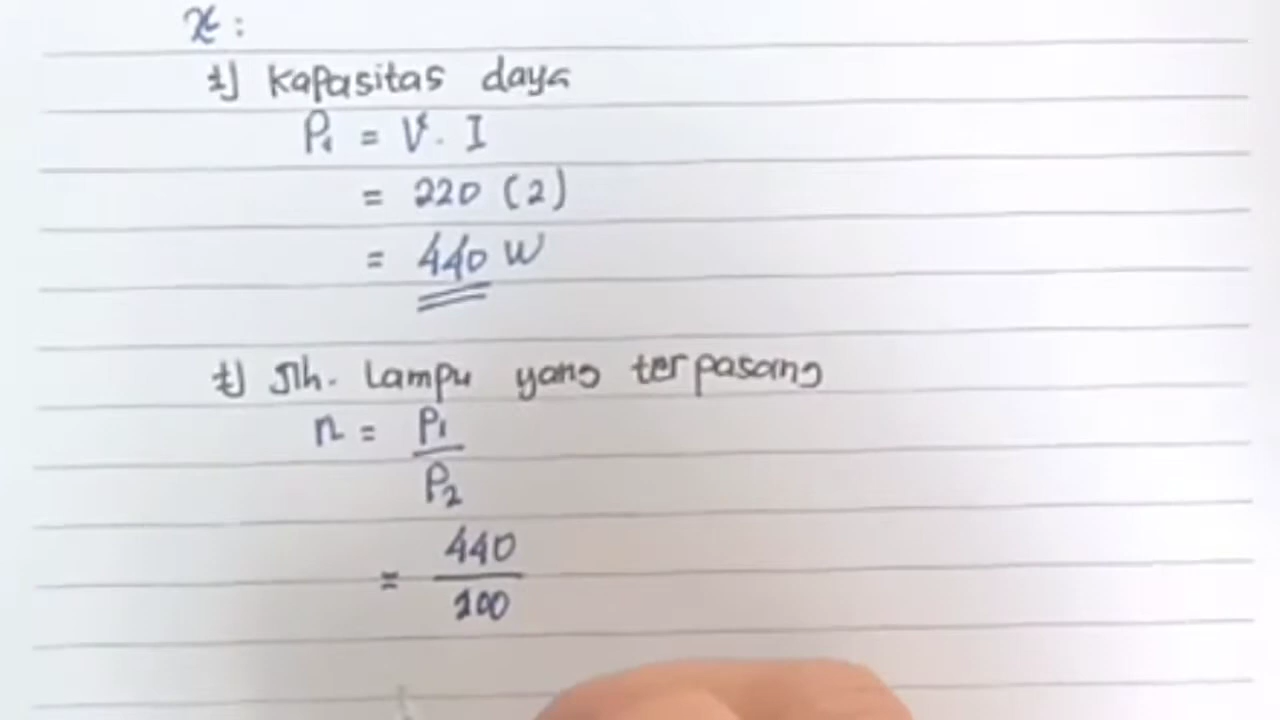 1) Kapasitas daya
P₁ = V . I
= 220 (2)
= 440 W
2) Jlh. Lampu yang terpasang
n = P₁ / P₂
= 440 / 100